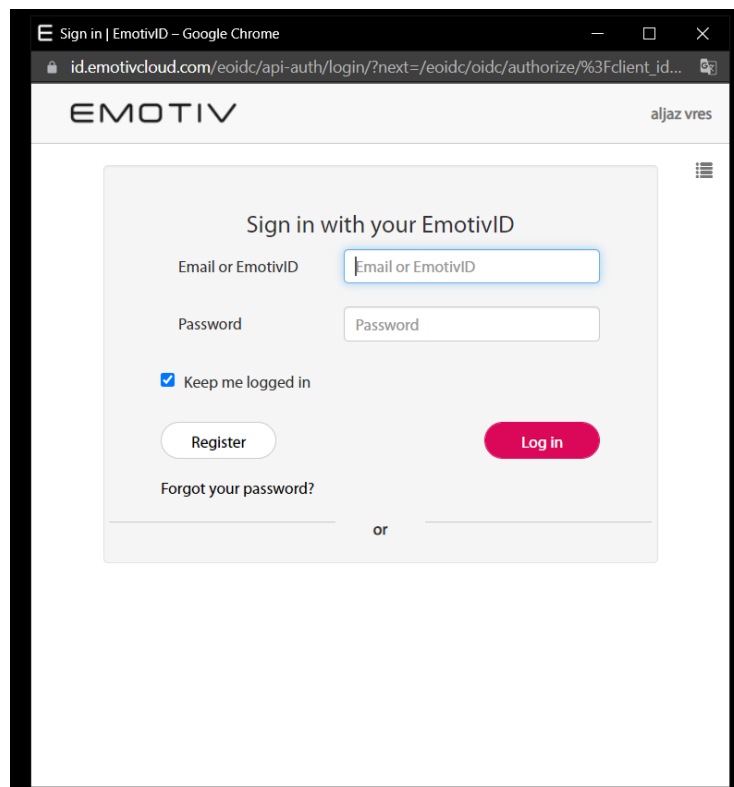 Sign in | EmotivID – Google Chrome
id.emotivcloud.com/eoidc/api-auth/login/?next=/eoidc/oidc/authorize/%3Fclient_id...
EMOTIV
aljaz vres
Sign in with your EmotivID
Email or EmotivID
Email or EmotivID
Password
Password
Keep me logged in
Register
Log in
Forgot your password?
or